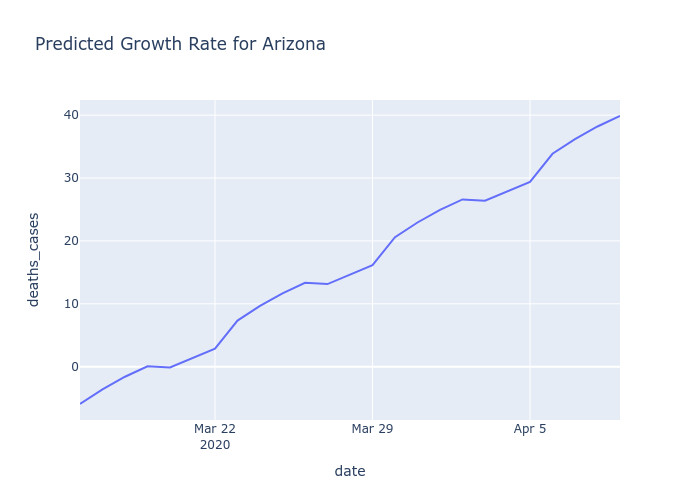 Predicted Growth Rate for Arizona
40
30
20
10
0
deaths_cases
Mar 22
2020
Mar 29
Apr 5
date